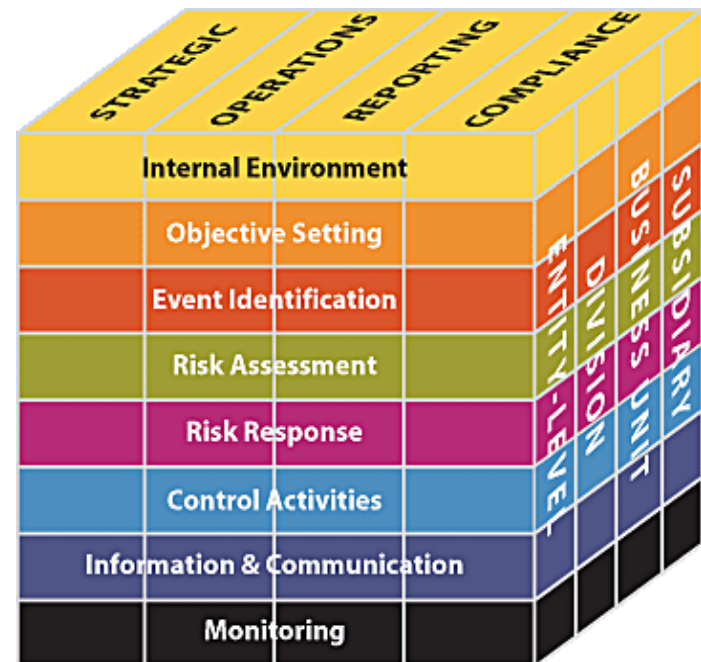 STRATEGIC
OPERATIONS
REPORTING
COMPLIANCE
Internal Environment
Objective Setting
Event Identification
Risk Assessment
Risk Response
Control Activities
Information & Communication
Monitoring
ENTITY-LEVEL
DIVISION
BUSINESS UNIT
SUBSIDIARY